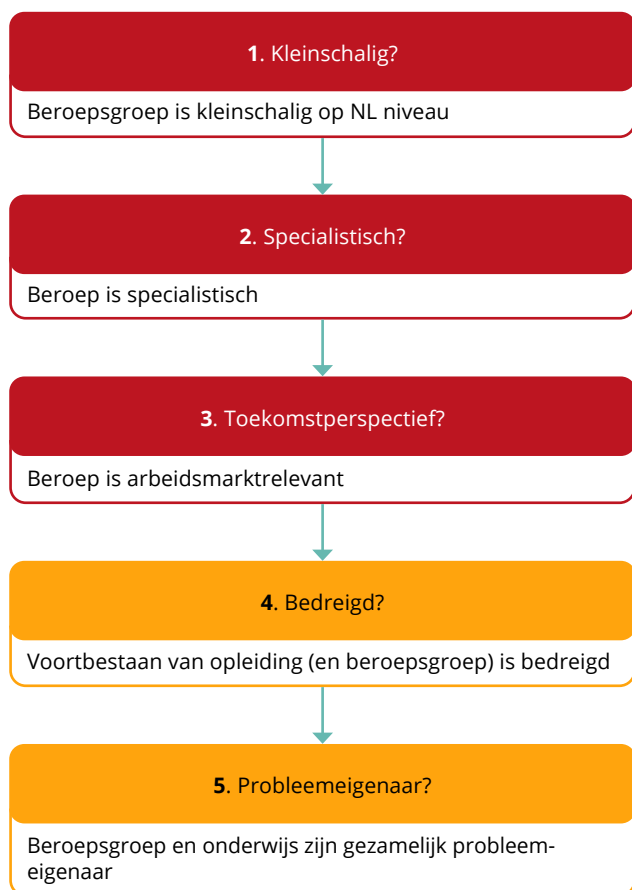 1. Kleinschalig?
Beroepsgroep is kleinschalig op NL niveau
2. Specialistisch?
Beroep is specialistisch
3. Toekomstperspectief?
Beroep is arbeidsmarktrelevant
4. Bedreigd?
Voortbestaan van opleiding (en beroepsgroep) is bedreigd
5. Probleemeigenaar?
Beroepsgroep en onderwijs zijn gezamelijk probleem-
eigenaar